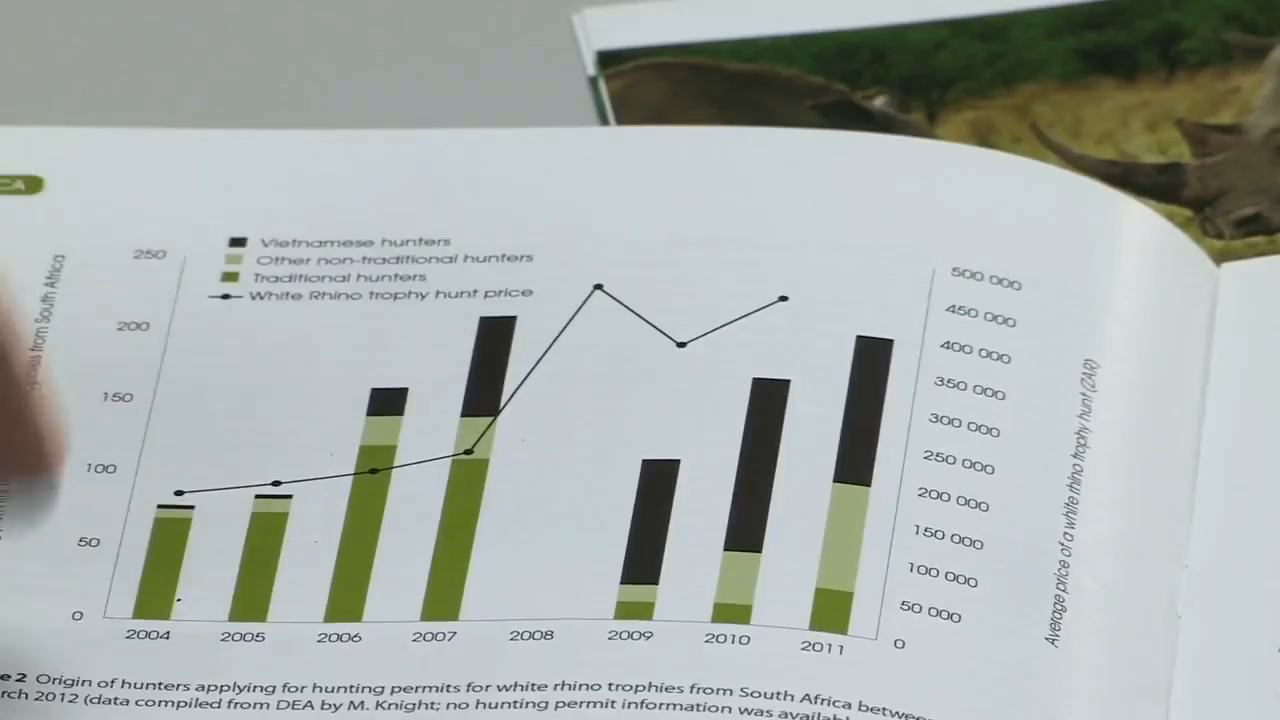 CA
Vietnamese hunters
Other non-traditional hunters
Traditional hunters
White Rhino trophy hunt price
250
200
150
100
50
0
from South Africa
500 000
450 000
400 000
350 000
300 000
250 000
200 000
150 000
100 000
50 000
0
Average price of a white rhino trophy hunt (ZAR)
2004 2005 2006 2007 2008 2009 2010 2011
e 2 Origin of hunters applying for hunting permits for white rhino trophies from South Africa betwee
rch 2012 (data compiled from DEA by M. Knight; no hunting permit information was availabl